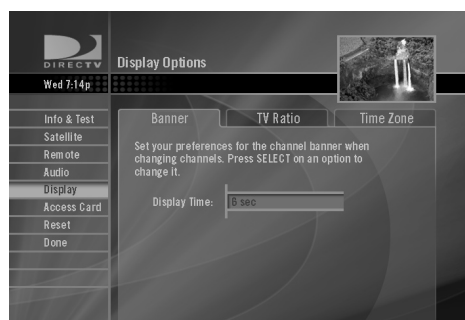 DIRECTV
Display Options
Wed 7:14p
Info & Test
Satellite
Remote
Audio
Display
Access Card
Reset
Done
Banner
TV Ratio
Time Zone
Set your preferences for the channel banner when
changing channels. Press SELECT on an option to
change it.
Display Time:
6 sec